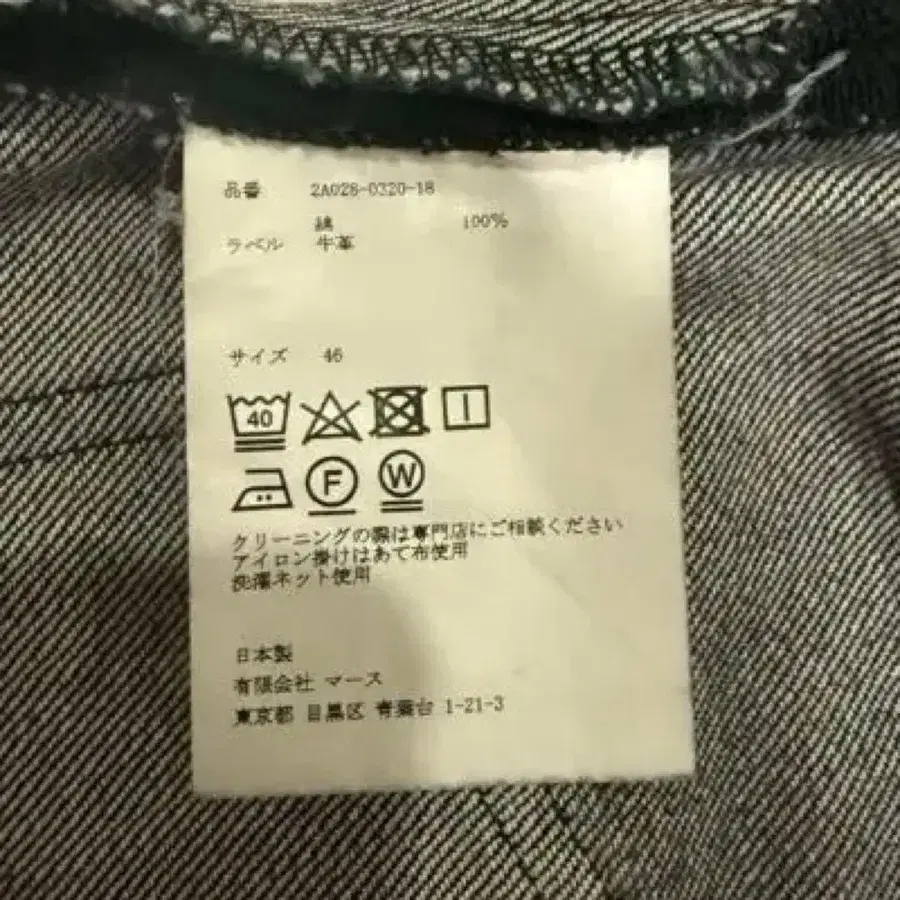 品番 2A028-0320-18
綿 100%
ラベル 牛革
サイズ 46
40
F W
クリーニングの際は専門店にご相談ください
アイロン掛けはあて布使用
洗濯ネット使用
日本製
有限会社 マース
東京都 目黒区 青葉台 1-21-3